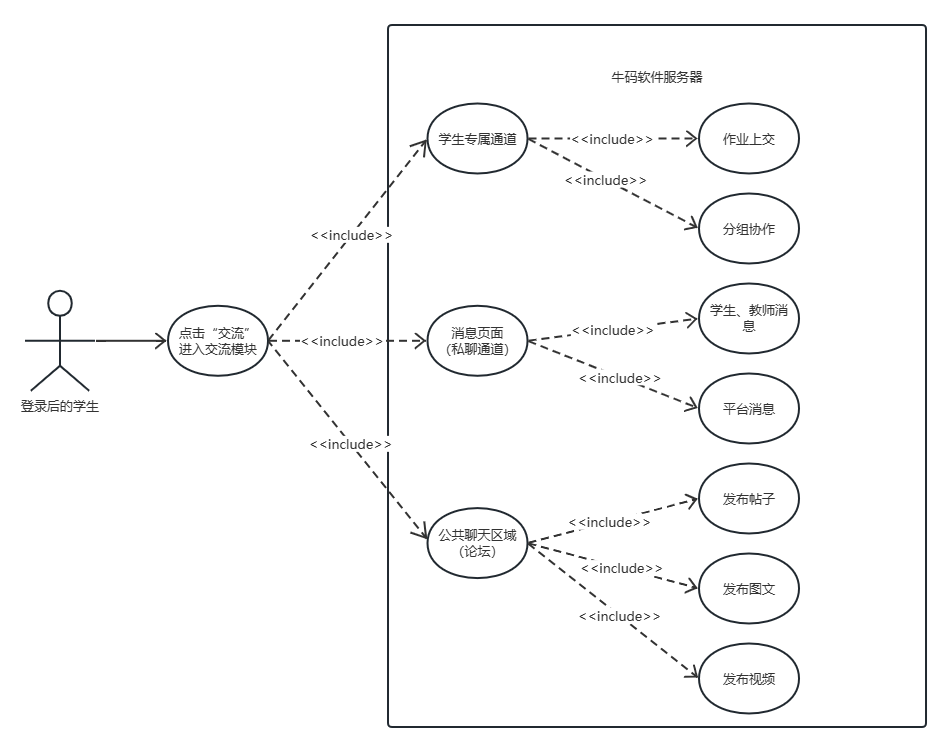 牛码软件服务器
学生专属通道
<<include>>
作业上交
<<include>>
分组协作
<<include>>
点击“交流”
进入交流模块
登录后的学生
<<include>>
消息页面
（私聊通道）
<<include>>
学生、教师消
息
<<include>>
平台消息
<<include>>
公共聊天区域
（论坛）
<<include>>
发布帖子
<<include>>
发布图文
<<include>>
发布视频